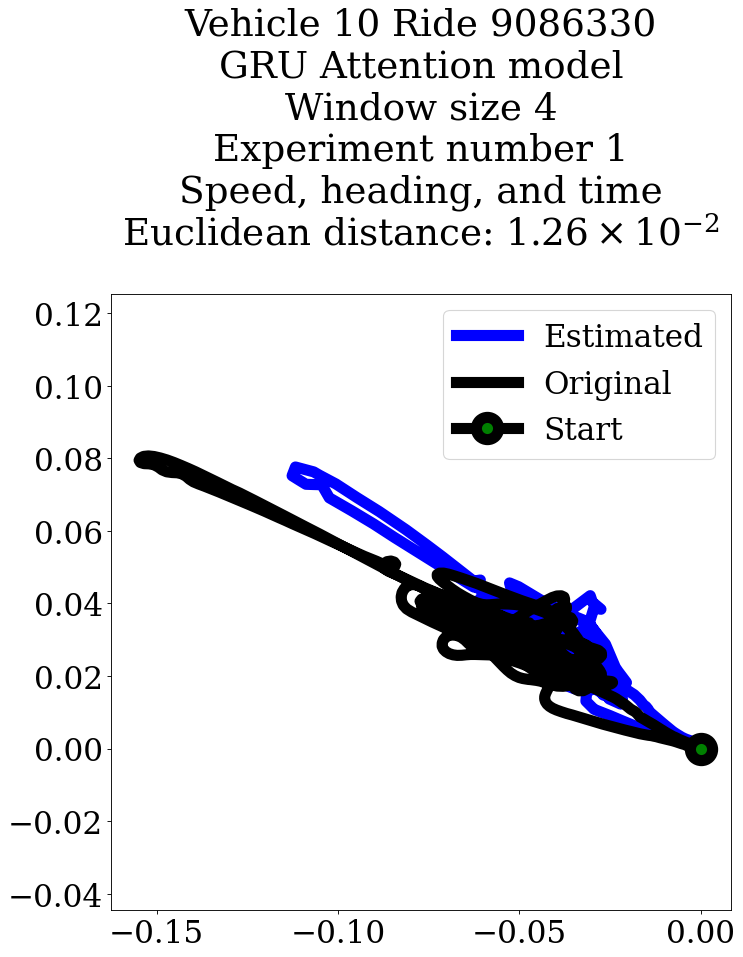 Vehicle 10 Ride 9086330
GRU Attention model
Window size 4
Experiment number 1
Speed, heading, and time
Euclidean distance: 1.26 × 10⁻²
Estimated
Original
Start
0.12
0.10
0.08
0.06
0.04
0.02
0.00
−0.02
−0.04
−0.15 −0.10 −0.05 0.00